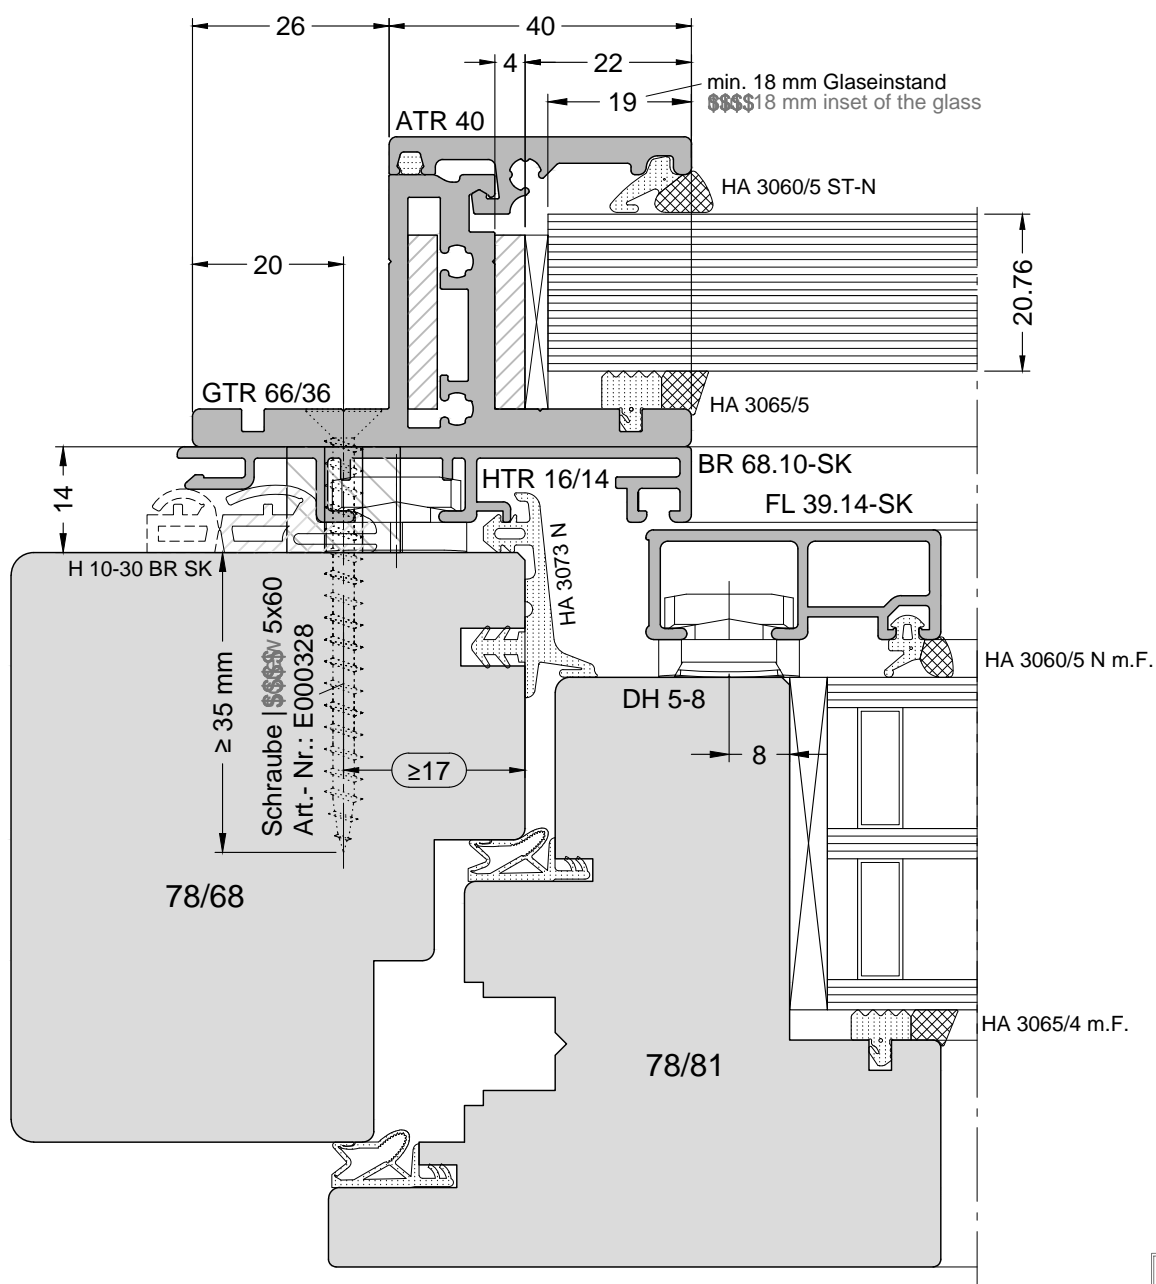 26
40
4
22
min. 18 mm Glaseinstand
19
18 mm inset of the glass
ATR 40
HA 3060/5 ST-N
20
20.76
GTR 66/36
HA 3065/5
14
HTR 16/14
BR 68.10-SK
FL 39.14-SK
H 10-30 BR SK
HA 3073 N
Schraube | 5x60
Art.- Nr.: E000328
≥ 35 mm
HA 3060/5 N m.F.
DH 5-8
8
≥17
78/68
HA 3065/4 m.F.
78/81